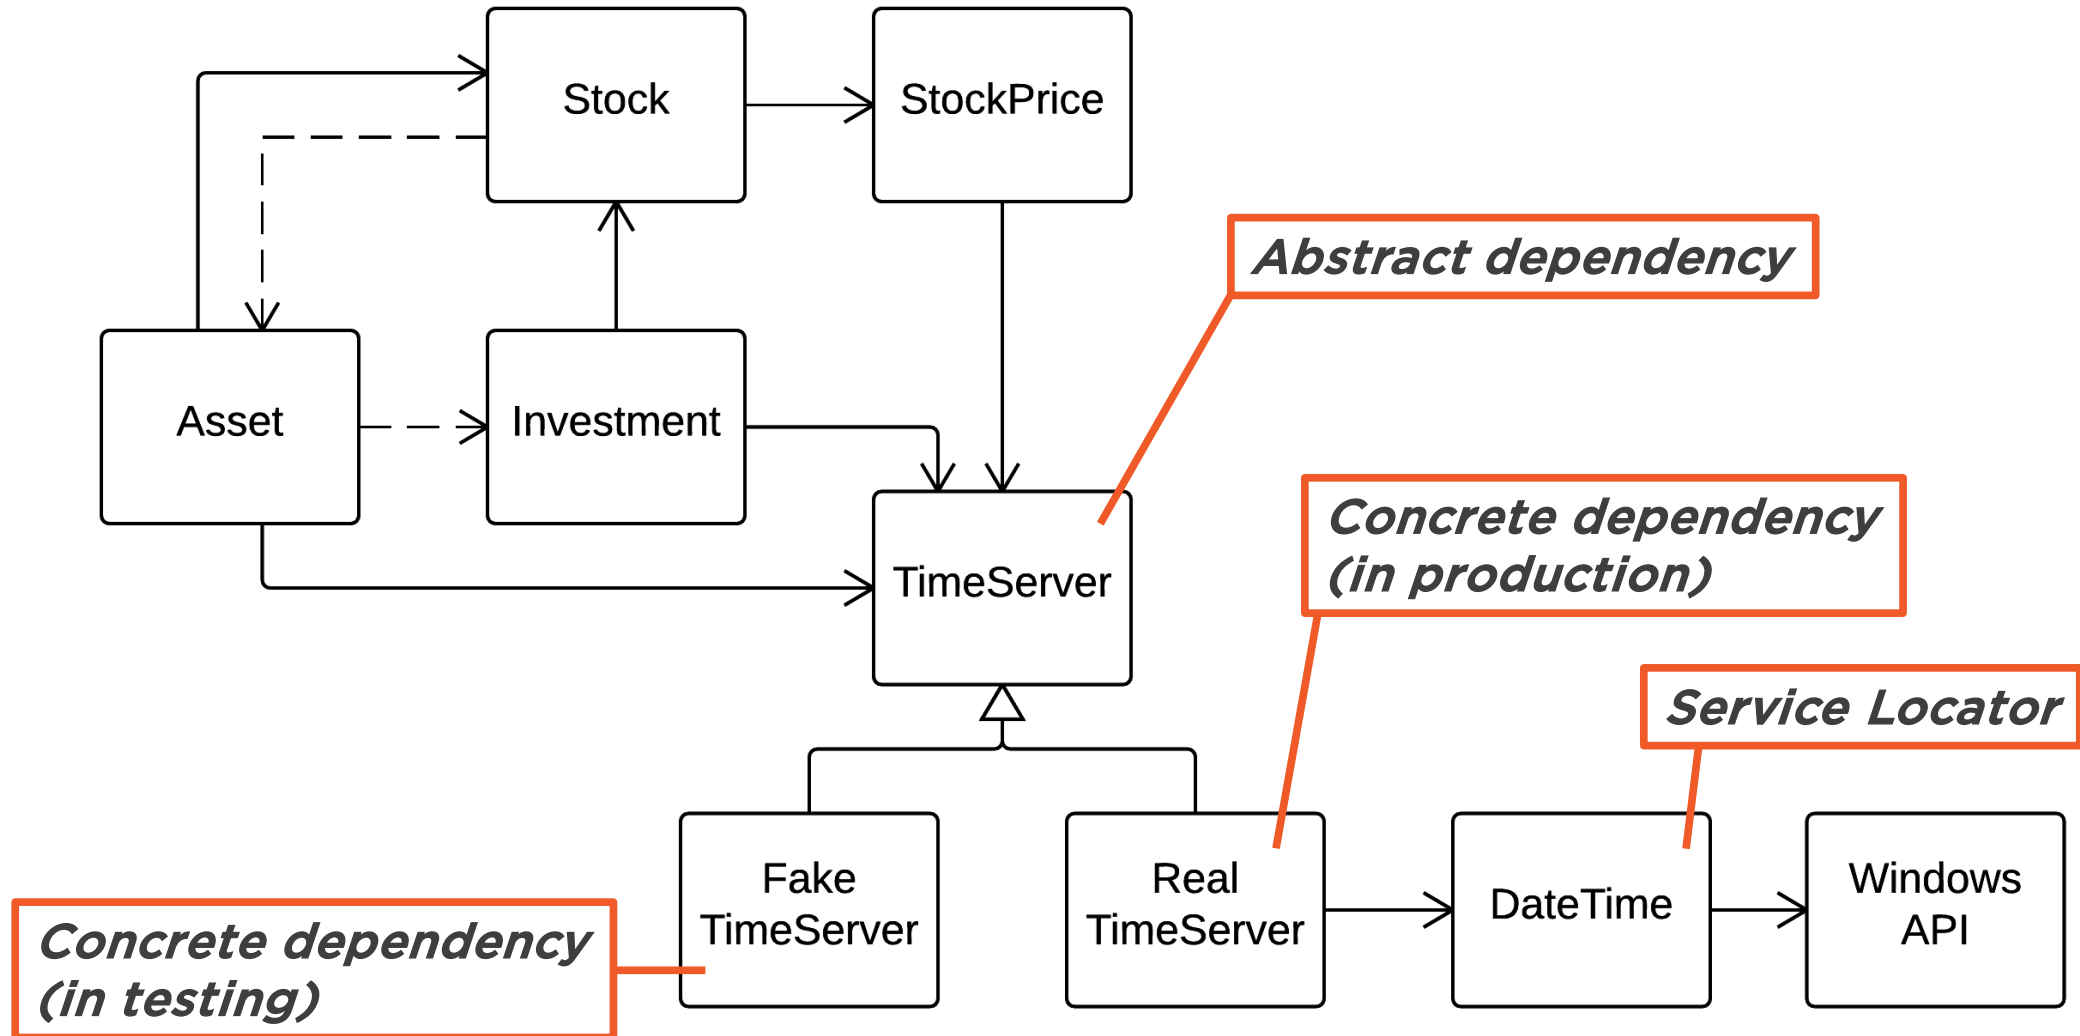 Stock
StockPrice
Abstract dependency
Asset
Investment
Concrete dependency
(in production)
TimeServer
Service Locator
Fake
TimeServer
Real
TimeServer
DateTime
Windows
API
Concrete dependency
(in testing)